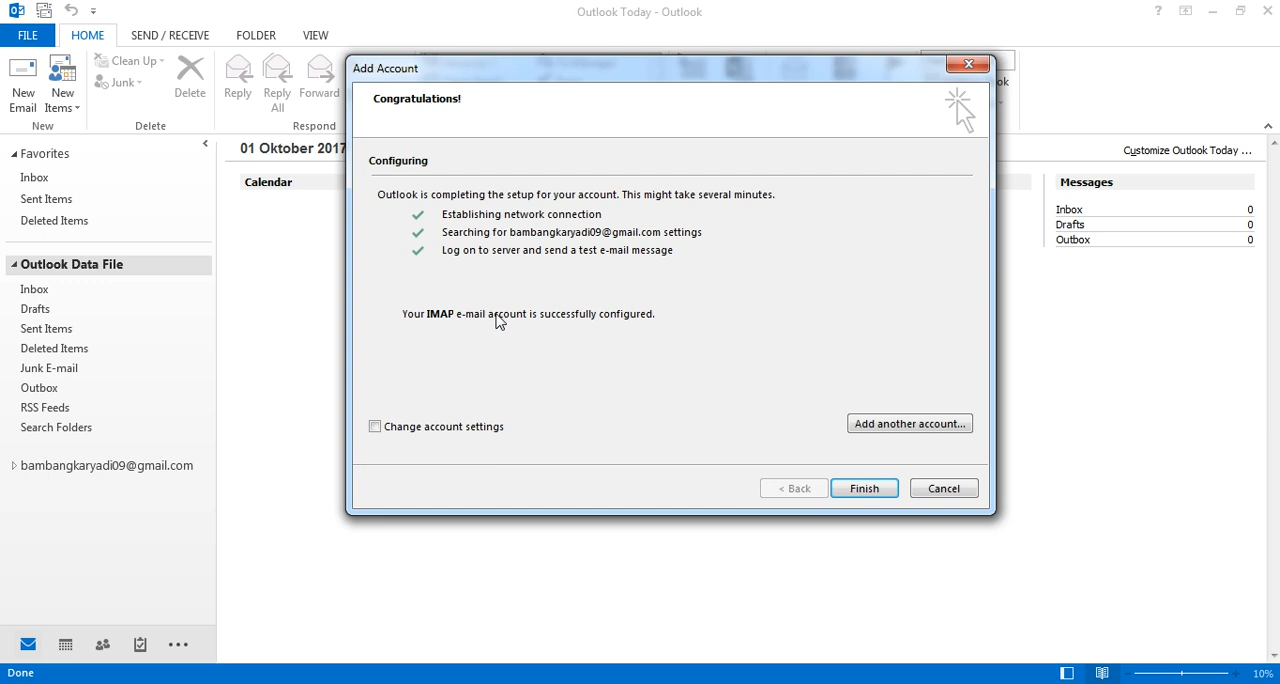 Outlook Today - Outlook
FILE HOME SEND / RECEIVE FOLDER VIEW
New Email
New Items
Clean Up
Junk
Delete
Reply
Reply All
Forward
New
Delete
Respond
Favorites
Inbox
Sent Items
Deleted Items
Outlook Data File
Inbox
Drafts
Sent Items
Deleted Items
Junk E-mail
Outbox
RSS Feeds
Search Folders
bambangkaryadi09@gmail.com
01 Oktober 2017
Customize Outlook Today ...
Calendar
Messages
Inbox 0
Drafts 0
Outbox 0
Add Account
Congratulations!
Configuring
Outlook is completing the setup for your account. This might take several minutes.
Establishing network connection
Searching for bambangkaryadi09@gmail.com settings
Log on to server and send a test e-mail message
Your IMAP e-mail account is successfully configured.
Change account settings
Add another account...
< Back
Finish
Cancel
Done
10%